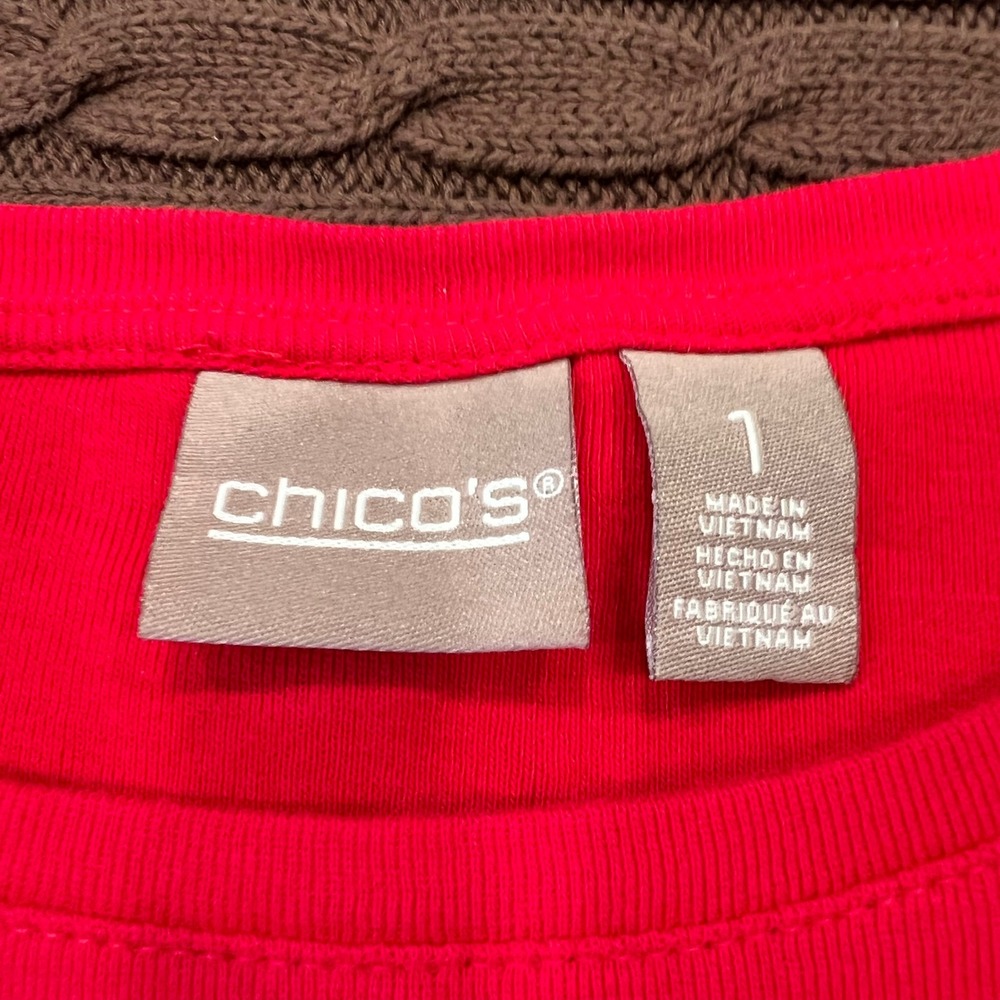 chico's®
1
MADE IN
VIETNAM
HECHO EN
VIETNAM
FABRIQUÉ AU
VIETNAM